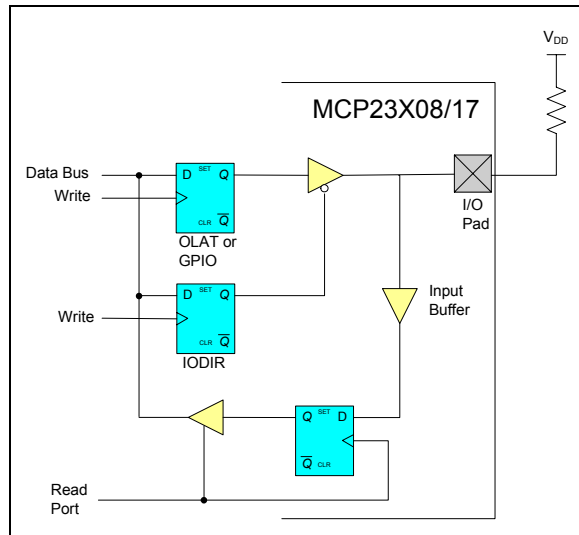 V_DD
MCP23X08/17
Data Bus
Write
D SET Q
CLR Q̅
OLAT or
GPIO
I/O
Pad
Input
Buffer
Write
D SET Q
CLR Q̅
IODIR
Q SET D
Q̅ CLR
Read
Port